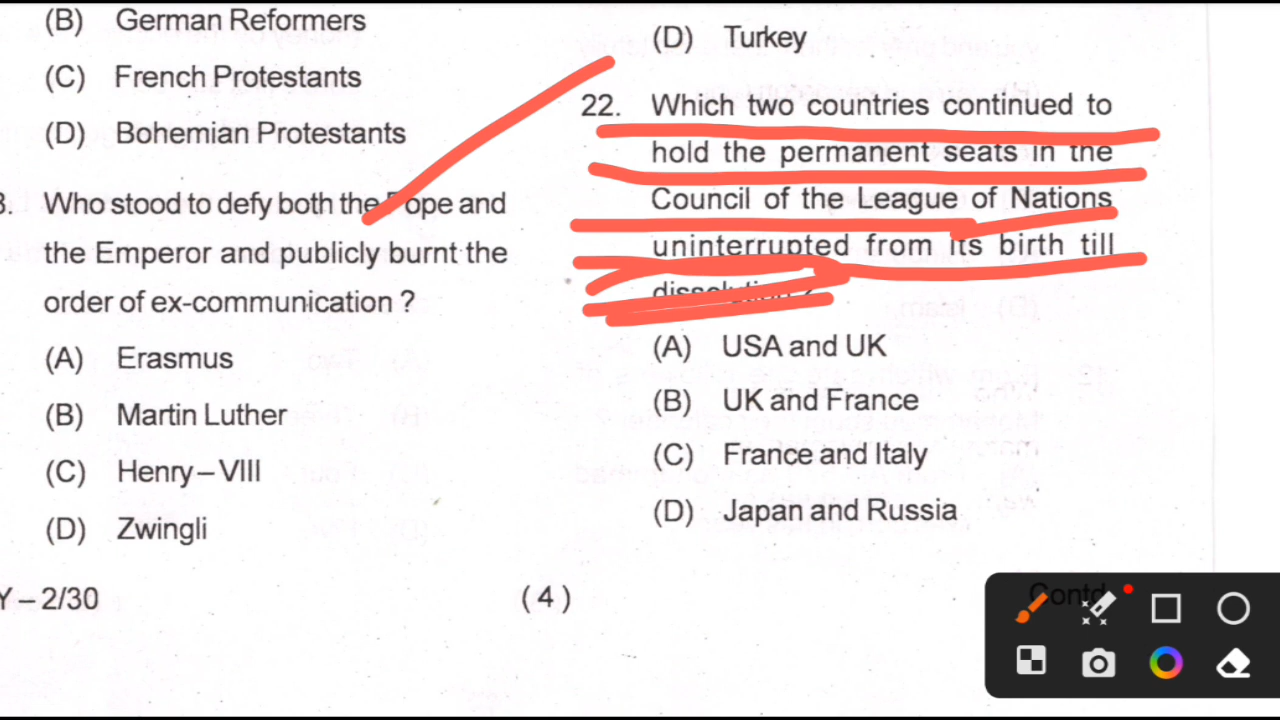 (B) German Reformers
(C) French Protestants
(D) Bohemian Protestants
3. Who stood to defy both the Pope and
the Emperor and publicly burnt the
order of ex-communication ?
(A) Erasmus
(B) Martin Luther
(C) Henry – VIII
(D) Zwingli
(D) Turkey
22. Which two countries continued to
hold the permanent seats in the
Council of the League of Nations
uninterrupted from its birth till
dissolution ?
(A) USA and UK
(B) UK and France
(C) France and Italy
(D) Japan and Russia
Y – 2/30
( 4 )
Contd